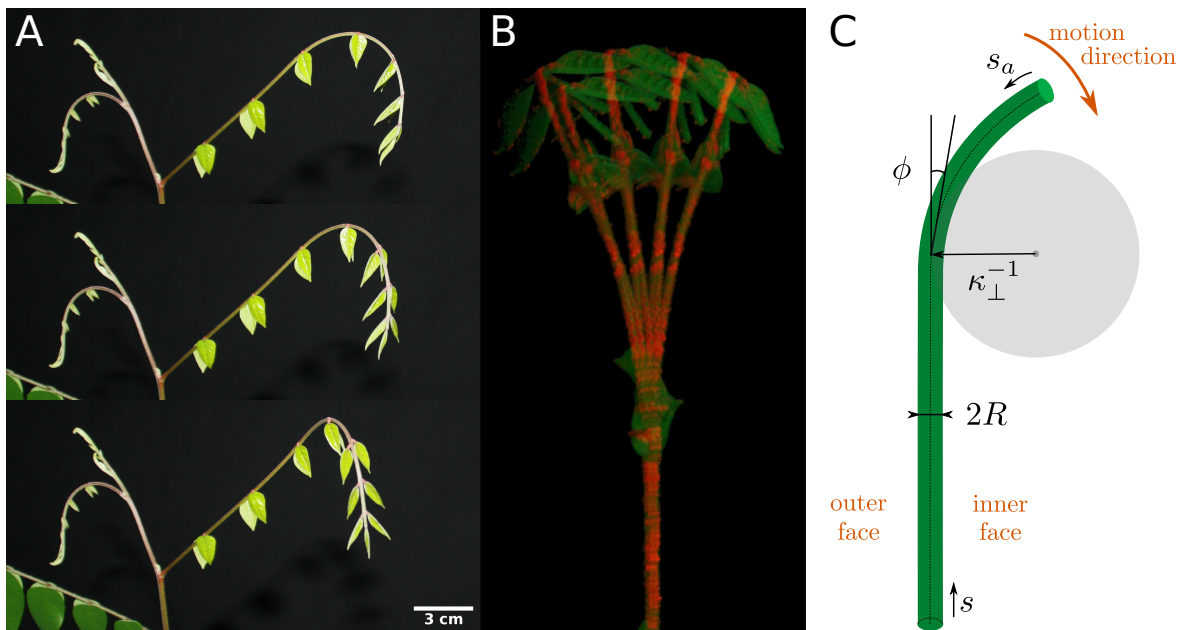 A
B
C
motion
direction
s_a
ϕ
κ_⊥^{-1}
2R
outer
face
inner
face
s
3 cm